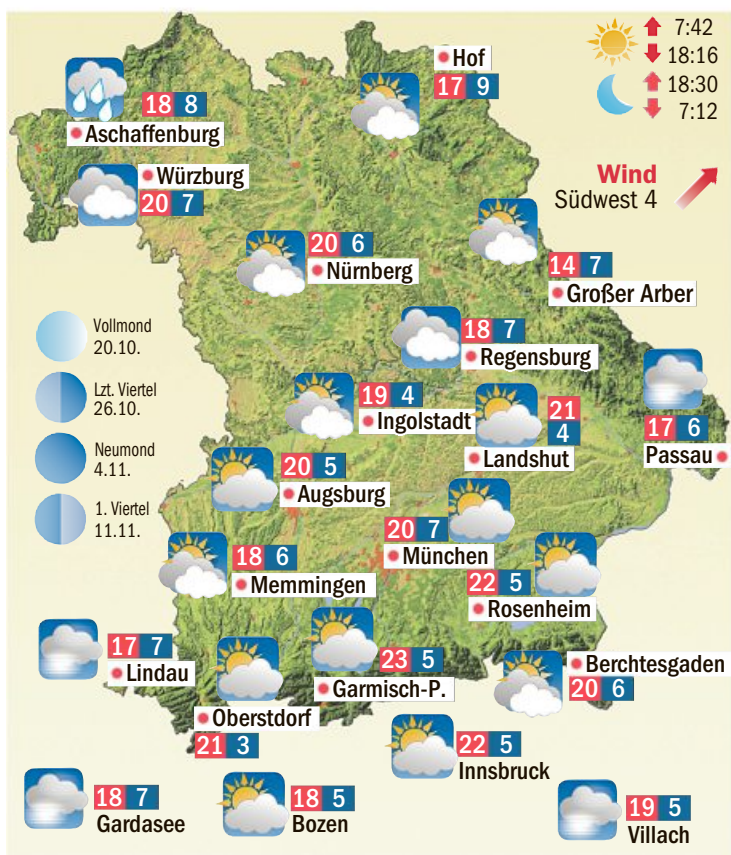 7:42
18:16
18:30
7:12
Wind
Südwest 4
Hof
17 9
18 8
Aschaffenburg
Würzburg
20 7
20 6
Nürnberg
14 7
Großer Arber
Vollmond
20.10.
Lzt. Viertel
26.10.
Neumond
4.11.
1. Viertel
11.11.
18 7
Regensburg
19 4
Ingolstadt
21
4
Landshut
17 6
Passau
20 5
Augsburg
20 7
München
18 6
Memmingen
22 5
Rosenheim
17 7
Lindau
23 5
Garmisch-P.
Berchtesgaden
20 6
Oberstdorf
21 3
22 5
Innsbruck
18 7
Gardasee
18 5
Bozen
19 5
Villach